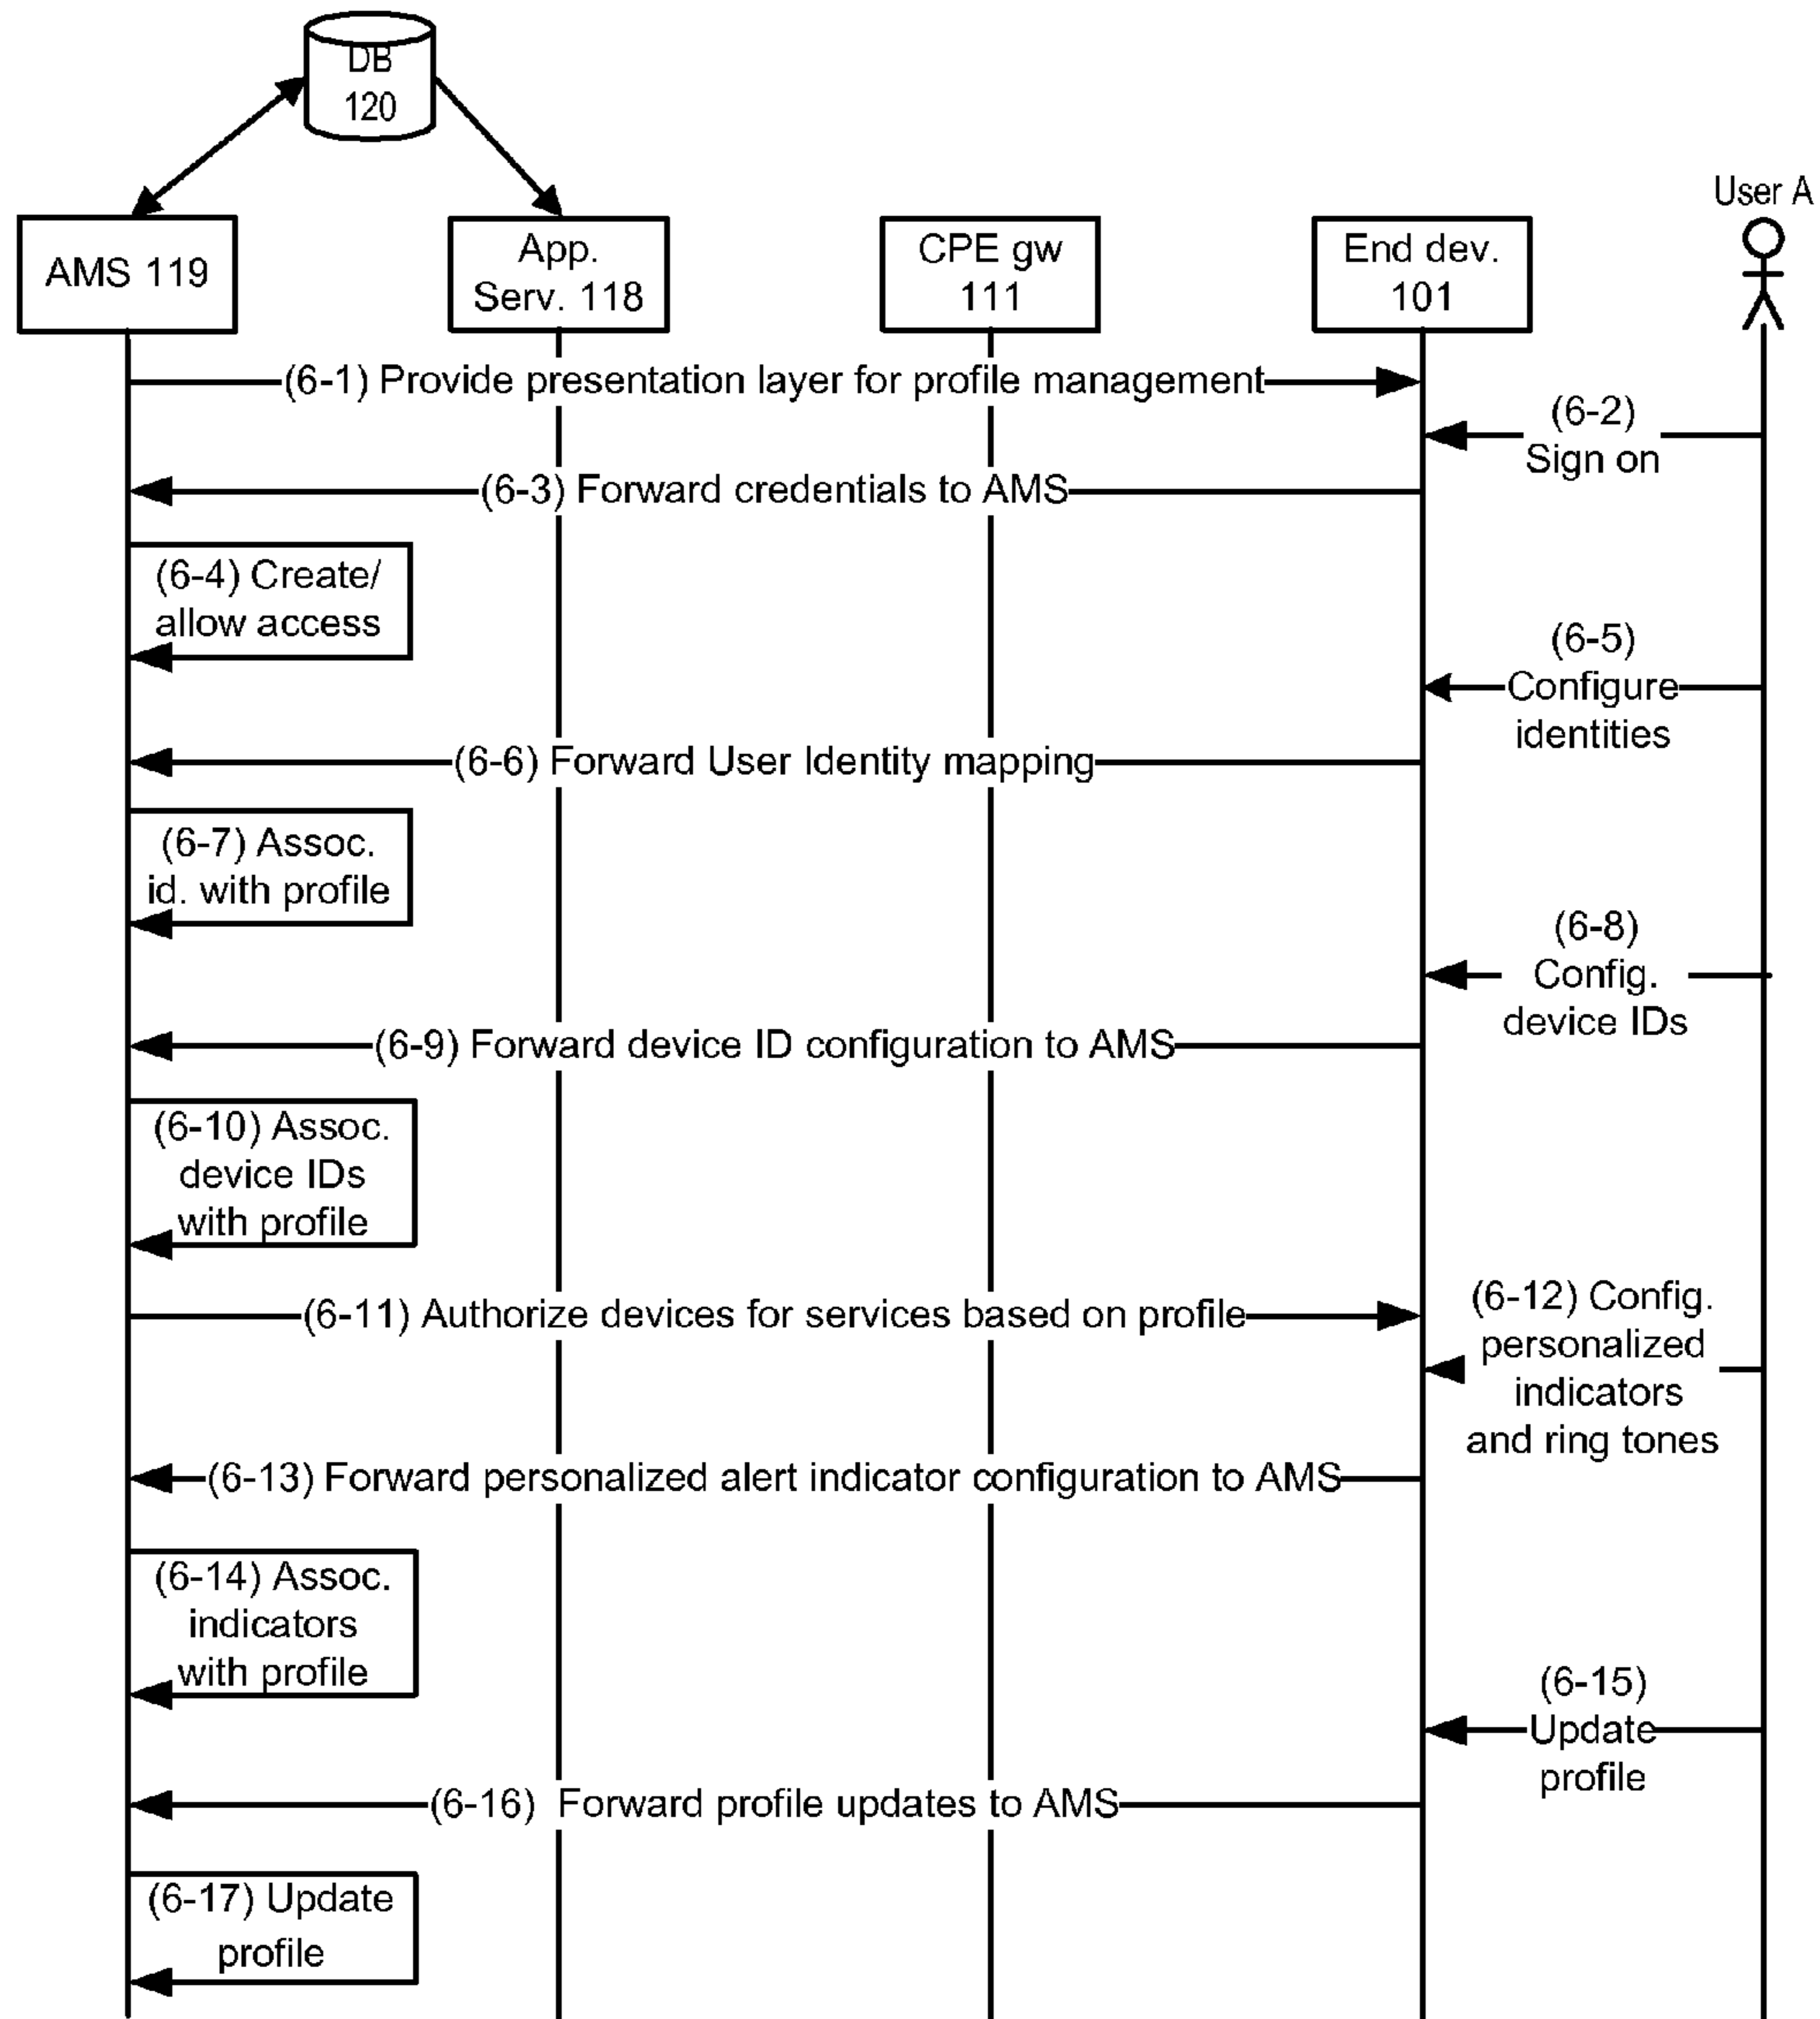 DB
120
User A
AMS 119
App.
Serv. 118
CPE gw
111
End dev.
101
(6-1) Provide presentation layer for profile management
(6-2)
Sign on
(6-3) Forward credentials to AMS
(6-4) Create/
allow access
(6-5)
Configure
identities
(6-6) Forward User Identity mapping
(6-7) Assoc.
id. with profile
(6-8)
Config.
device IDs
(6-9) Forward device ID configuration to AMS
(6-10) Assoc.
device IDs
with profile
(6-11) Authorize devices for services based on profile
(6-12) Config.
personalized
indicators
and ring tones
(6-13) Forward personalized alert indicator configuration to AMS
(6-14) Assoc.
indicators
with profile
(6-15)
Update
profile
(6-16) Forward profile updates to AMS
(6-17) Update
profile